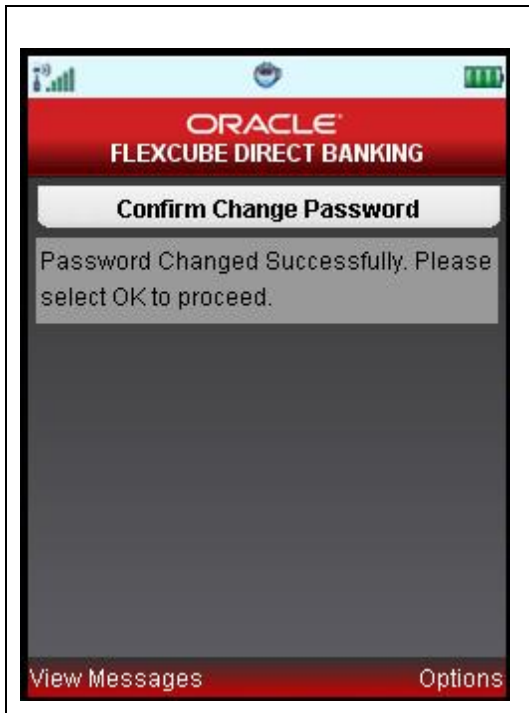 ORACLE
FLEXCUBE DIRECT BANKING
Confirm Change Password
Password Changed Successfully. Please
select OK to proceed.
View Messages Options